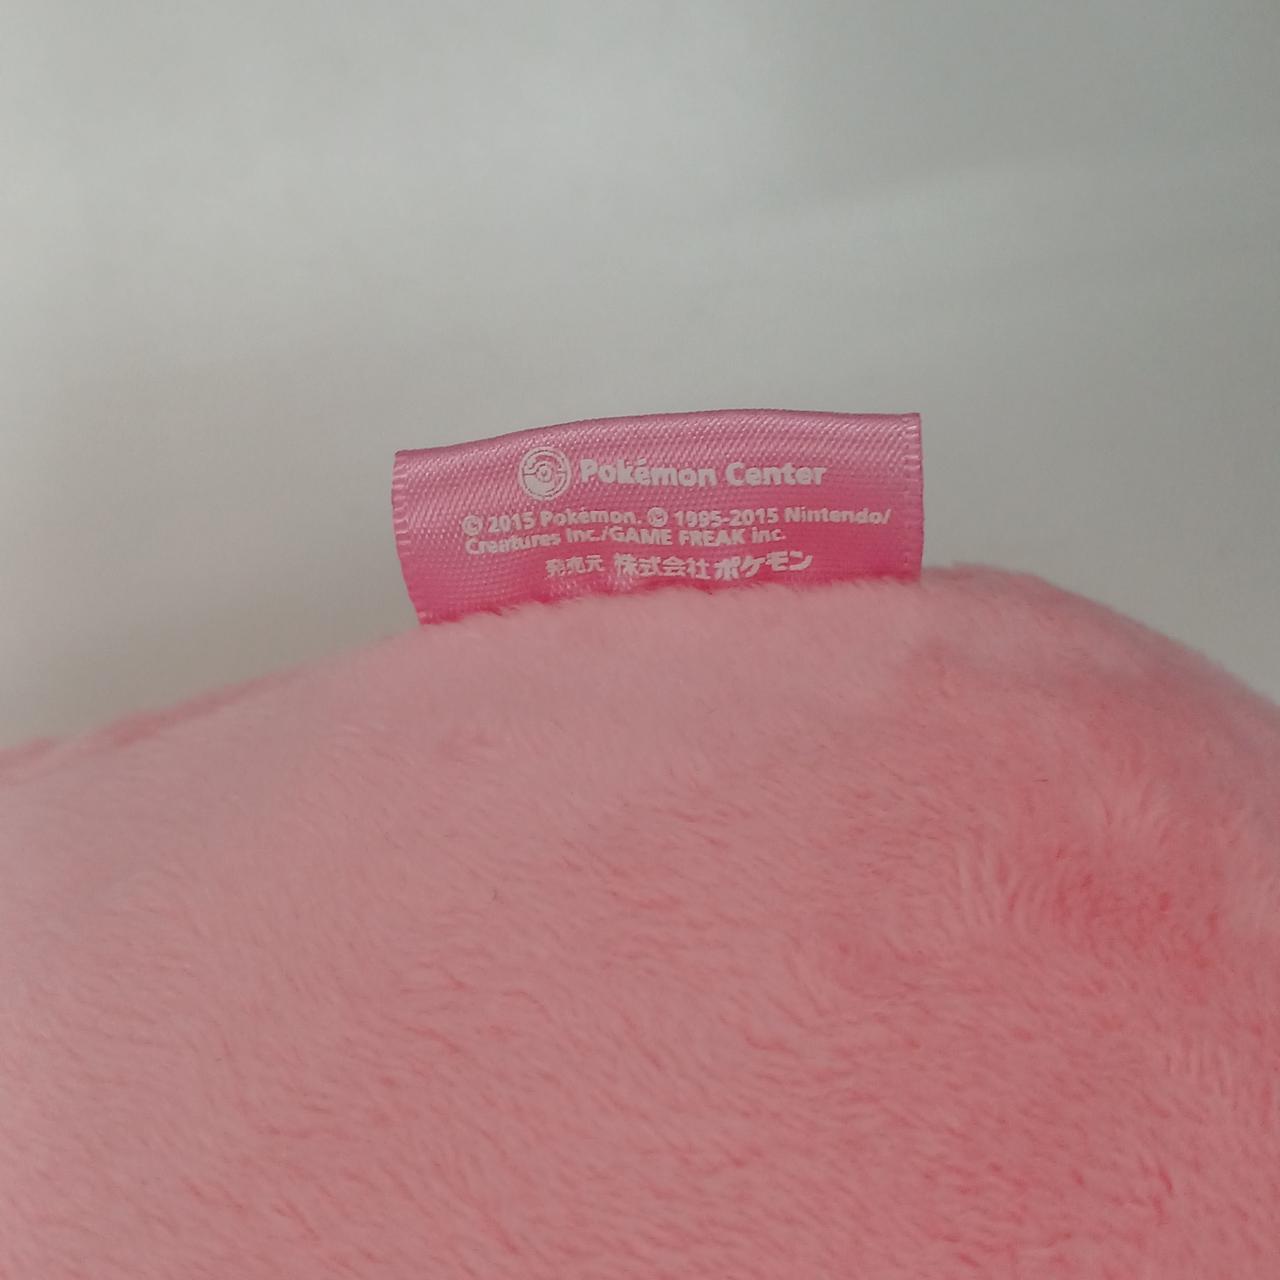 Pokémon Center
© 2015 Pokémon. © 1995-2015 Nintendo/
Creatures Inc./GAME FREAK inc.
発売元 株式会社ポケモン